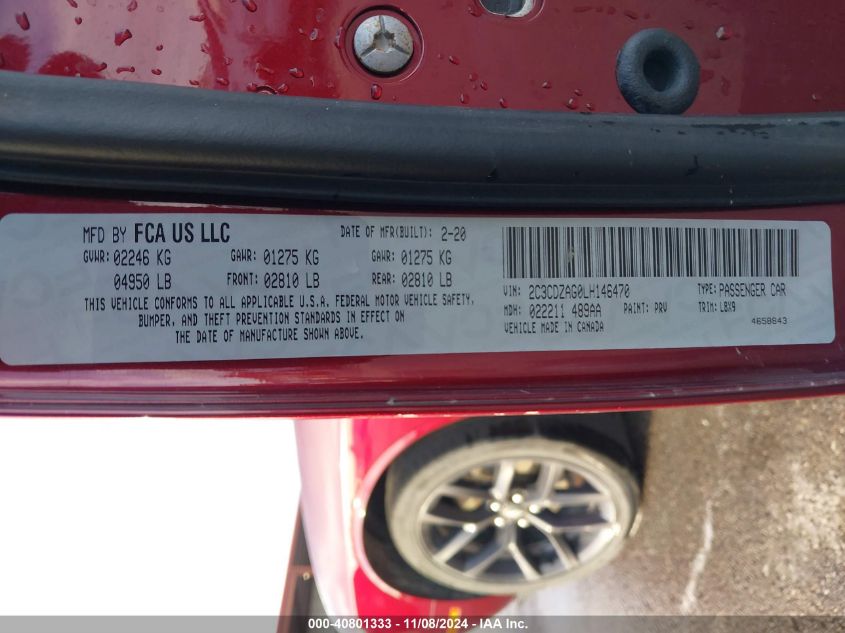 MFD BY FCA US LLC DATE OF MFR(BUILT): 2-20
GVWR: 02246 KG GAWR: 01275 KG GAWR: 01275 KG
04950 LB FRONT: 02810 LB REAR: 02810 LB
THIS VEHICLE CONFORMS TO ALL APPLICABLE U.S.A. FEDERAL MOTOR VEHICLE SAFETY,
BUMPER, AND THEFT PREVENTION STANDARDS IN EFFECT ON
THE DATE OF MANUFACTURE SHOWN ABOVE.
VIN: 2C3CDZAG0LH146470 TYPE: PASSENGER CAR
MDH: 022211 489AA PAINT: PRV TRIM: LBX9
VEHICLE MADE IN CANADA 4658843
000-40801333 - 11/08/2024 - IAA Inc.